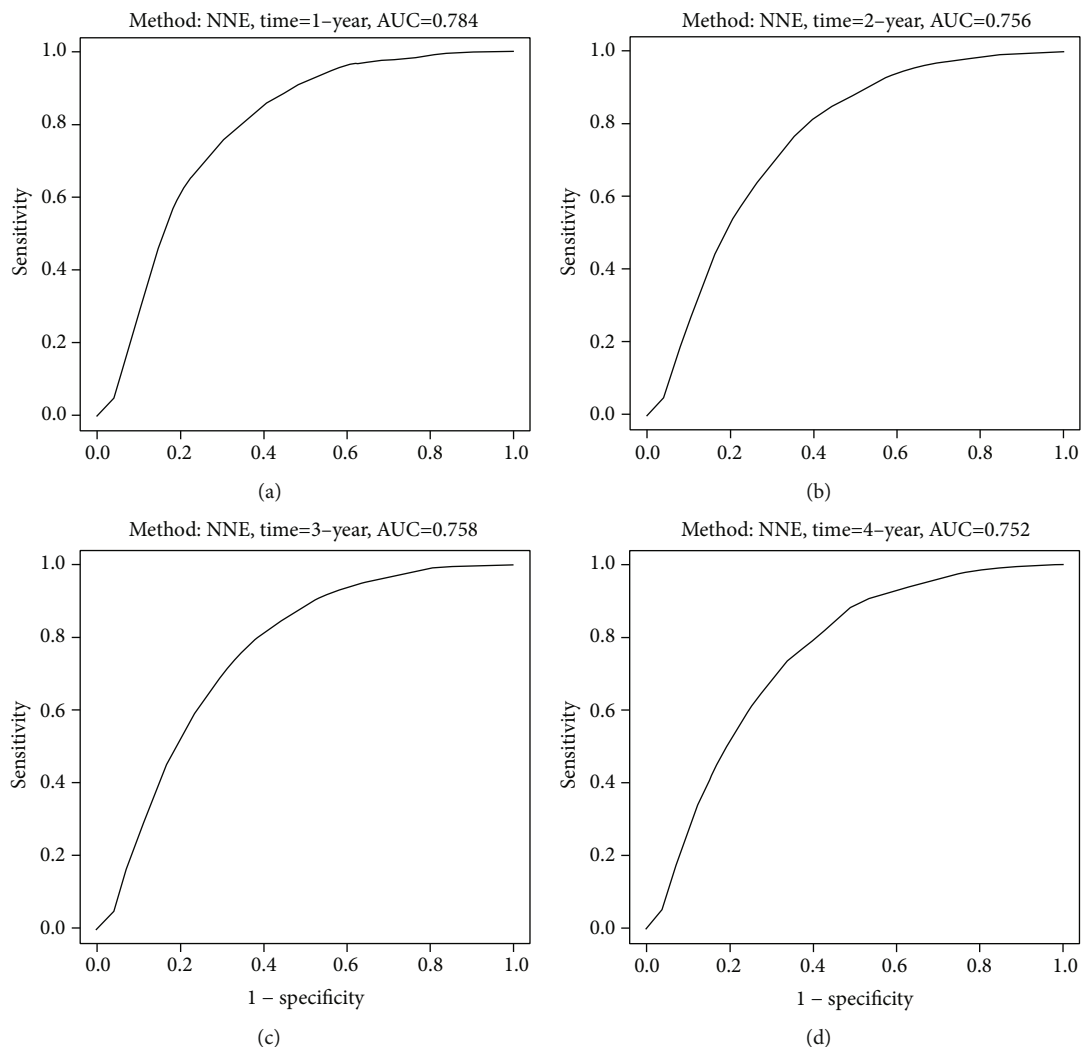 Method: NNE, time=1–year, AUC=0.784
1.0
0.8
0.6
0.4
0.2
0.0
Sensitivity
0.0 0.2 0.4 0.6 0.8 1.0
(a)
Method: NNE, time=2–year, AUC=0.756
1.0
0.8
0.6
0.4
0.2
0.0
Sensitivity
0.0 0.2 0.4 0.6 0.8 1.0
(b)
Method: NNE, time=3–year, AUC=0.758
1.0
0.8
0.6
0.4
0.2
0.0
Sensitivity
0.0 0.2 0.4 0.6 0.8 1.0
1 − specificity
(c)
Method: NNE, time=4–year, AUC=0.752
1.0
0.8
0.6
0.4
0.2
0.0
Sensitivity
0.0 0.2 0.4 0.6 0.8 1.0
1 − specificity
(d)